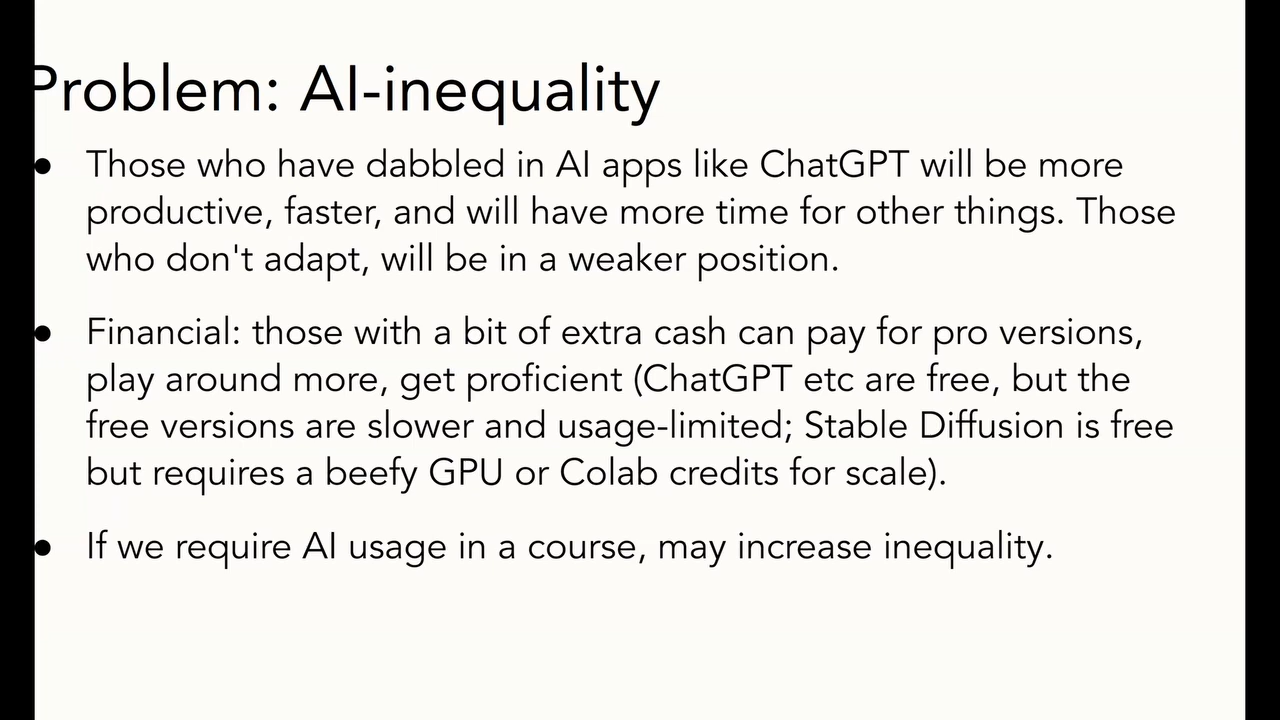 Problem: AI-inequality
● Those who have dabbled in AI apps like ChatGPT will be more
productive, faster, and will have more time for other things. Those
who don't adapt, will be in a weaker position.
● Financial: those with a bit of extra cash can pay for pro versions,
play around more, get proficient (ChatGPT etc are free, but the
free versions are slower and usage-limited; Stable Diffusion is free
but requires a beefy GPU or Colab credits for scale).
● If we require AI usage in a course, may increase inequality.